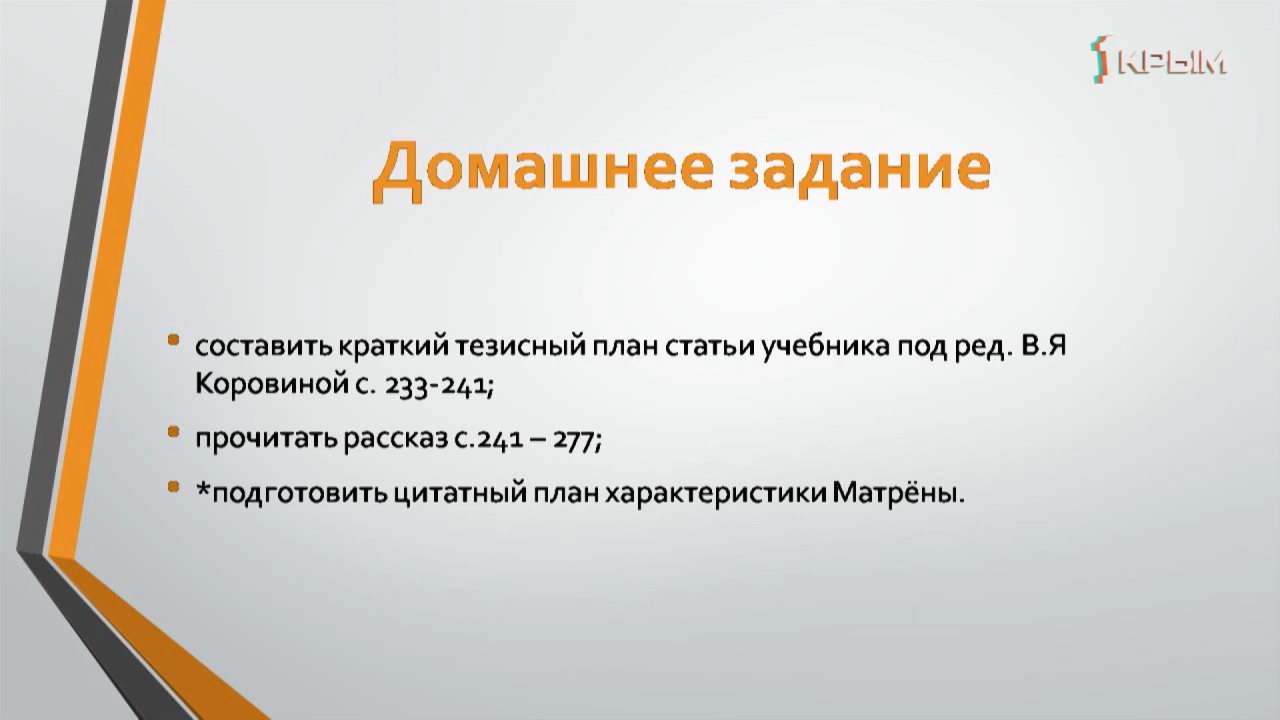 КРЫМ
Домашнее задание
• составить краткий тезисный план статьи учебника под ред. В.Я
Коровиной с. 233-241;
• прочитать рассказ с.241 – 277;
• *подготовить цитатный план характеристики Матрёны.